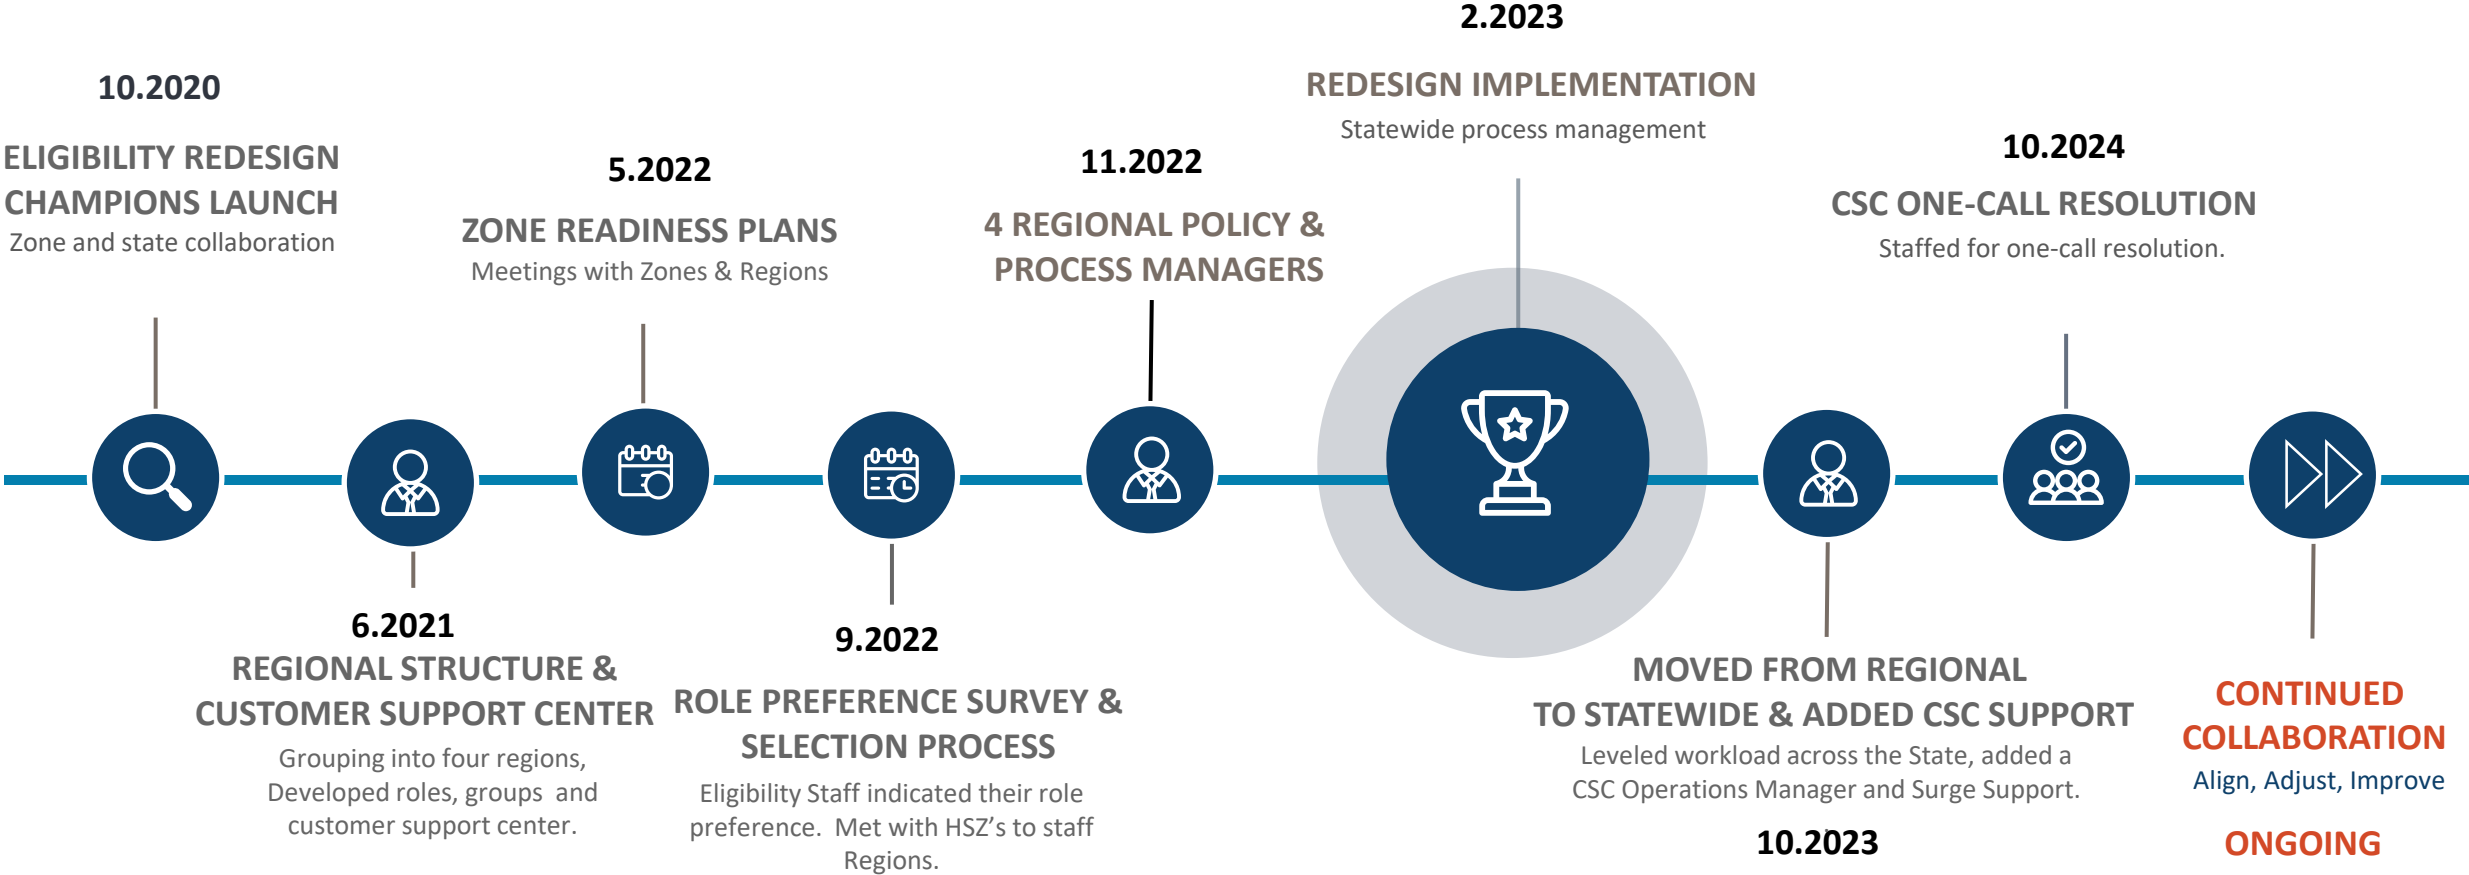 10.2020
ELIGIBILITY REDESIGN
CHAMPIONS LAUNCH
Zone and state collaboration
6.2021
REGIONAL STRUCTURE &
CUSTOMER SUPPORT CENTER
Grouping into four regions,
Developed roles, groups and
customer support center.
5.2022
ZONE READINESS PLANS
Meetings with Zones & Regions
9.2022
ROLE PREFERENCE SURVEY &
SELECTION PROCESS
Eligibility Staff indicated their role
preference. Met with HSZ's to staff
Regions.
11.2022
4 REGIONAL POLICY &
PROCESS MANAGERS
2.2023
REDESIGN IMPLEMENTATION
Statewide process management
MOVED FROM REGIONAL
TO STATEWIDE & ADDED CSC SUPPORT
Leveled workload across the State, added a
CSC Operations Manager and Surge Support.
10.2023
10.2024
CSC ONE-CALL RESOLUTION
Staffed for one-call resolution.
CONTINUED
COLLABORATION
Align, Adjust, Improve
ONGOING